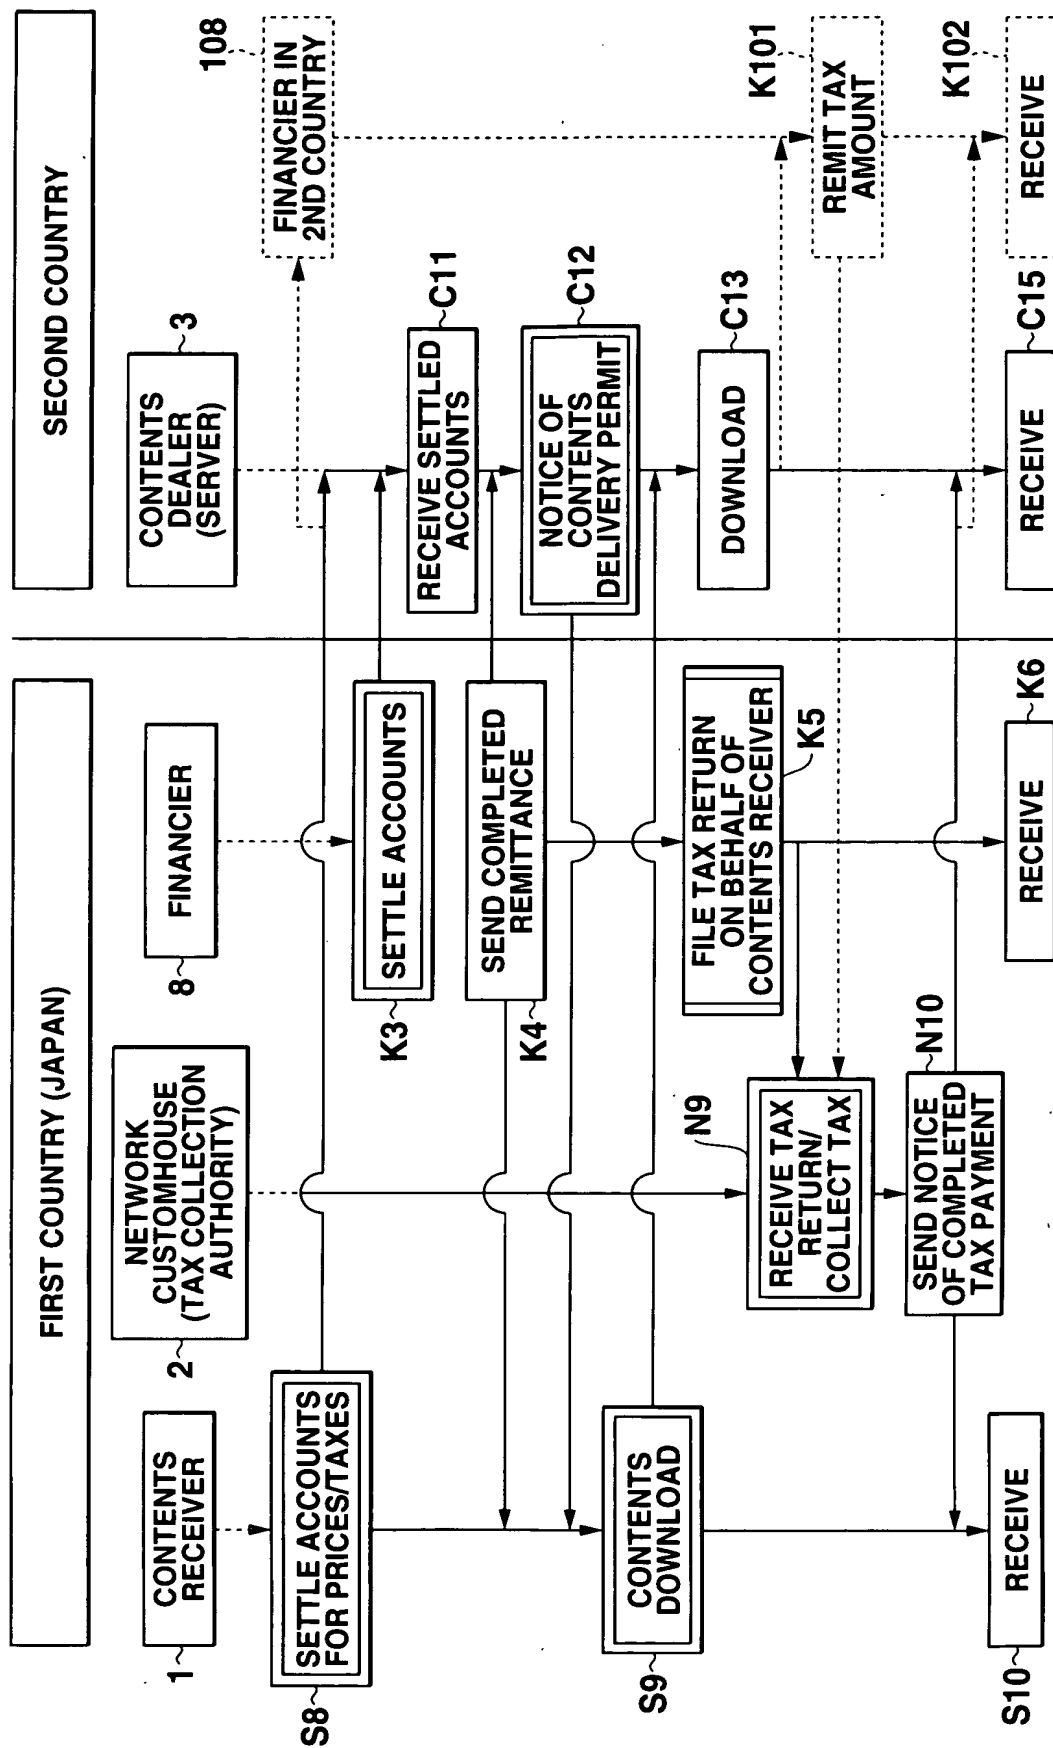 FIRST COUNTRY (JAPAN)
SECOND COUNTRY
1
CONTENTS
RECEIVER
2
NETWORK
CUSTOMHOUSE
(TAX COLLECTION
AUTHORITY)
8
FINANCIER
3
CONTENTS
DEALER
(SERVER)
108
FINANCIER IN
2ND COUNTRY
S8
SETTLE ACCOUNTS
FOR PRICES/TAXES
K3
SETTLE ACCOUNTS
C11
RECEIVE SETTLED
ACCOUNTS
K4
SEND COMPLETED
REMITTANCE
C12
NOTICE OF
CONTENTS
DELIVERY PERMIT
S9
CONTENTS
DOWNLOAD
FILE TAX RETURN
ON BEHALF OF
CONTENTS RECEIVER
K5
C13
DOWNLOAD
N9
RECEIVE TAX
RETURN/
COLLECT TAX
K101
REMIT TAX
AMOUNT
N10
SEND NOTICE
OF COMPLETED
TAX PAYMENT
S10
RECEIVE
K6
RECEIVE
C15
RECEIVE
K102
RECEIVE